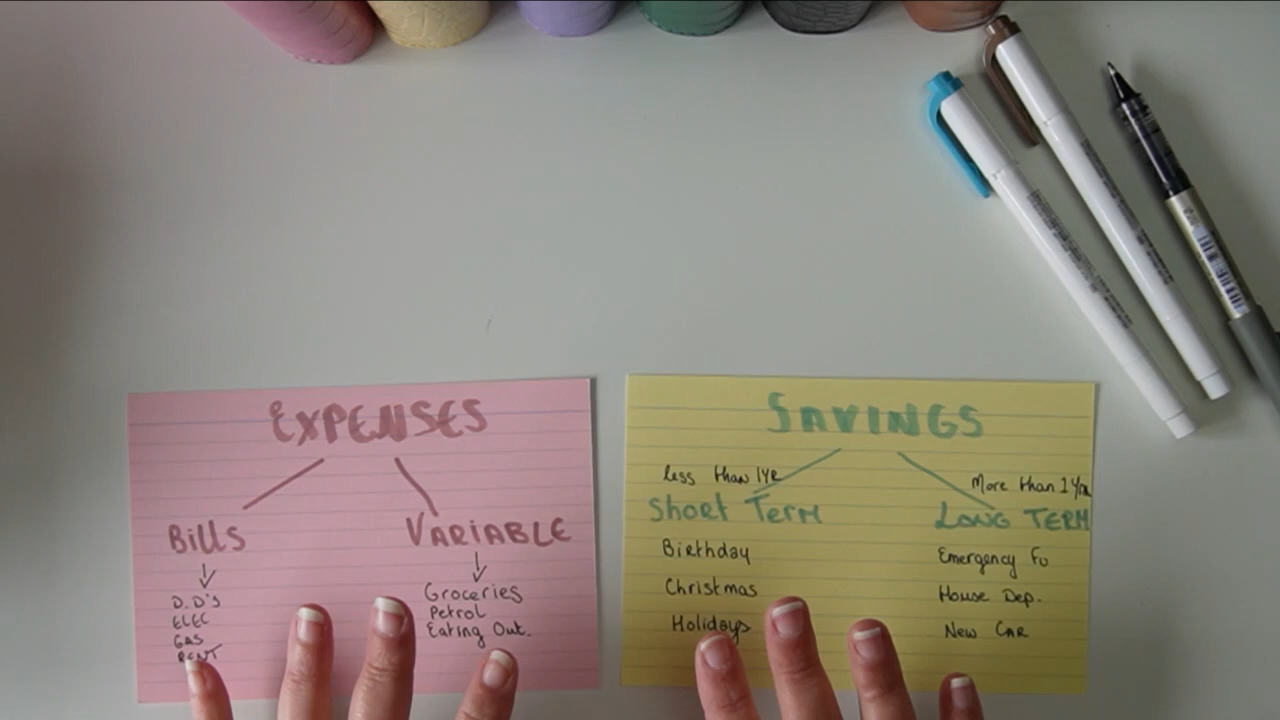 EXPENSES
Bills
VARIABLE
D.D's
ELEC
GAS
RENT
Groceries
Petrol
Eating Out.
SAVINGS
less than 1YR
Short Term
Birthday
Christmas
Holidays
More than 1Yr
LONG TERM
Emergency Fu
House Dep.
New CAR